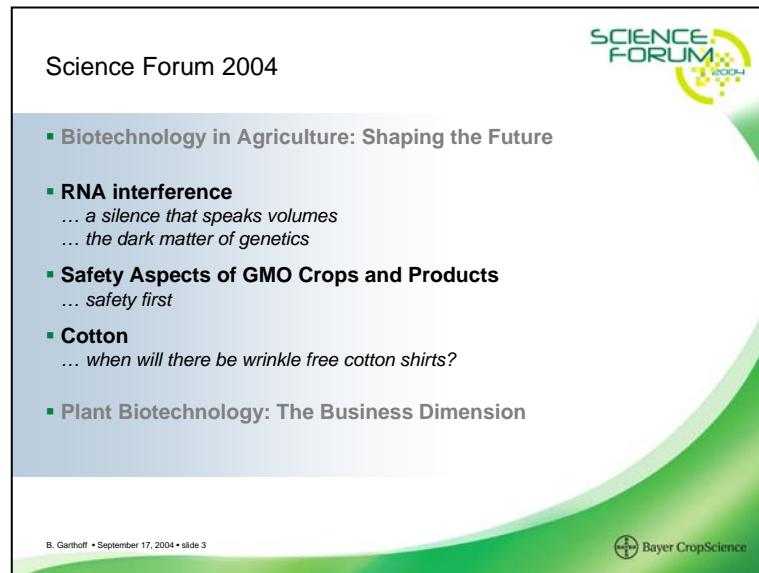 SCIENCE
FORUM
2004
Science Forum 2004
▪ Biotechnology in Agriculture: Shaping the Future
▪ RNA interference
… a silence that speaks volumes
… the dark matter of genetics
▪ Safety Aspects of GMO Crops and Products
… safety first
▪ Cotton
… when will there be wrinkle free cotton shirts?
▪ Plant Biotechnology: The Business Dimension
B. Garthoff • September 17, 2004 • slide 3
Bayer CropScience